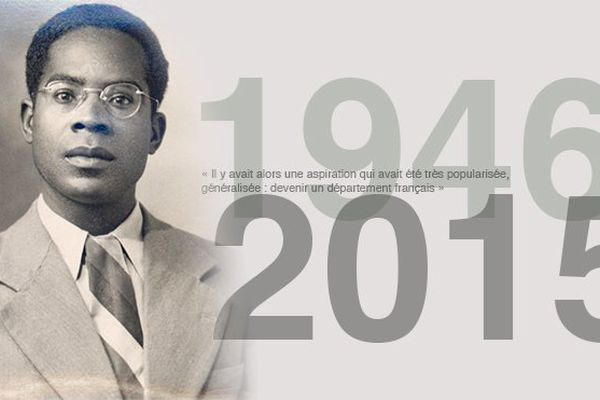 1946
« Il y avait alors une aspiration qui avait été très popularisée,
généralisée : devenir un département français »
2015